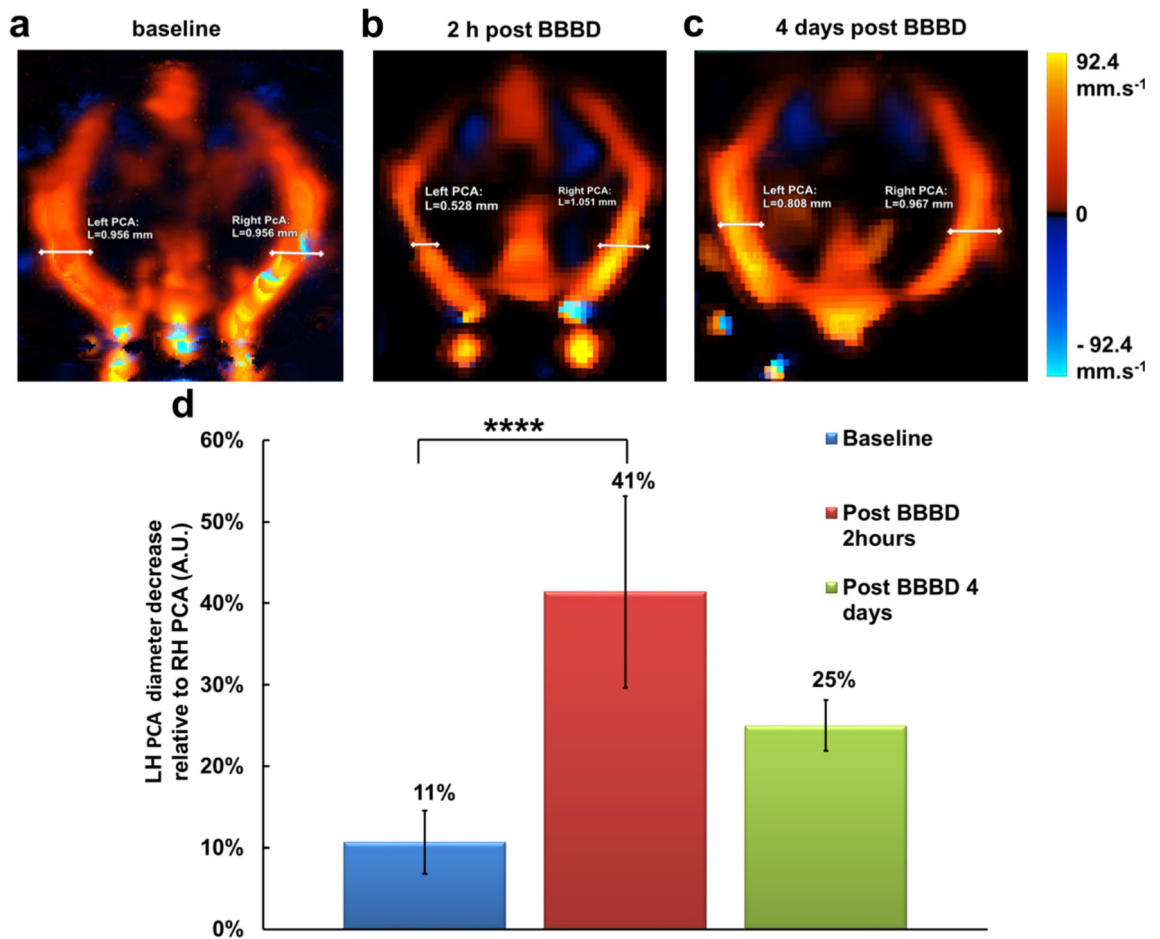 a
baseline
Left PCA:
L=0.956 mm
Right PcA:
L=0.956 mm
b
2 h post BBBD
Left PCA:
L=0.528 mm
Right PCA:
L=1.051 mm
c
4 days post BBBD
Left PCA:
L=0.808 mm
Right PCA:
L=0.967 mm
92.4
mm.s-1
0
- 92.4
mm.s-1
d
LH PCA diameter decrease
relative to RH PCA (A.U.)
60%
50%
40%
30%
20%
10%
0%
11%
****
41%
25%
Baseline
Post BBBD
2hours
Post BBBD 4
days